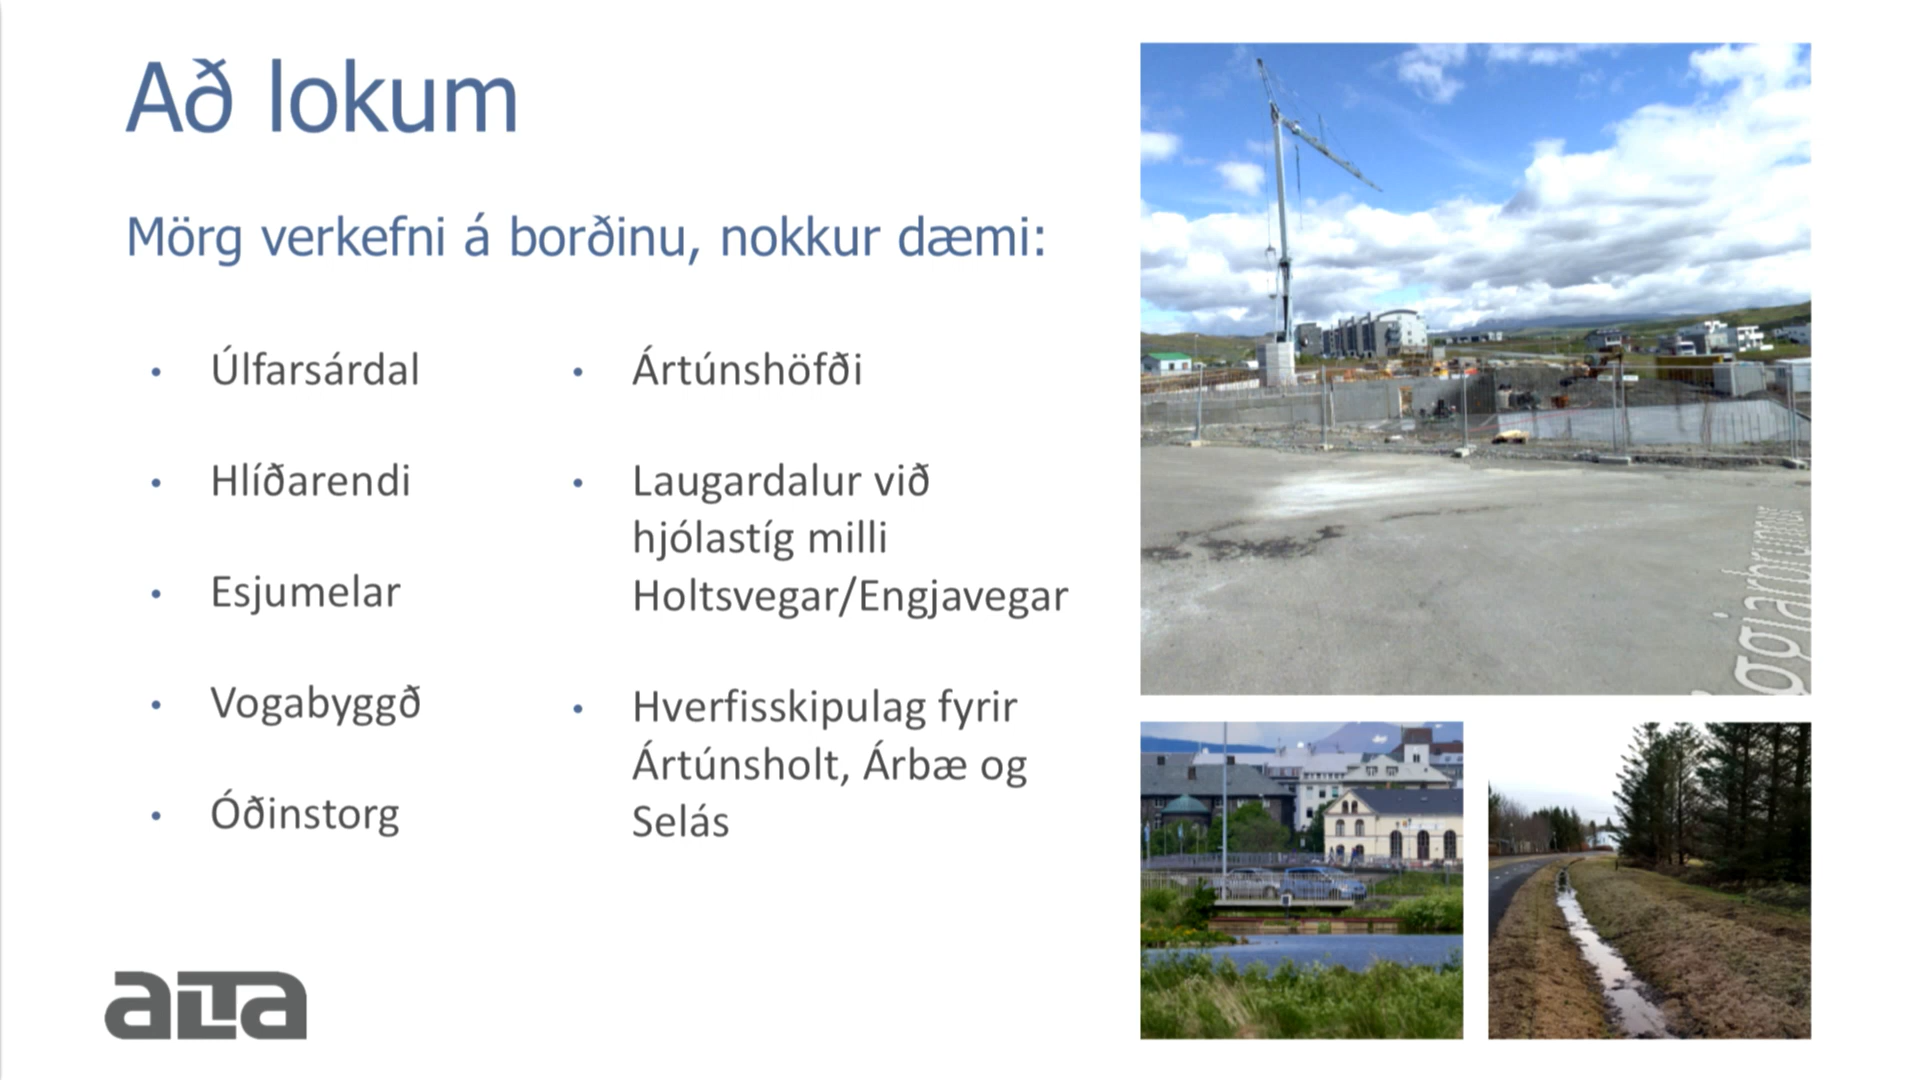 Að lokum
Mörg verkefni á borðinu, nokkur dæmi:
• Úlfarsárdal
• Hlíðarendi
• Esjumelar
• Vogabyggð
• Óðinstorg
• Ártúnshöfði
• Laugardalur við
hjólastíg milli
Holtsvegar/Engjavegar
• Hverfisskipulag fyrir
Ártúnsholt, Árbæ og
Selás
aLTa